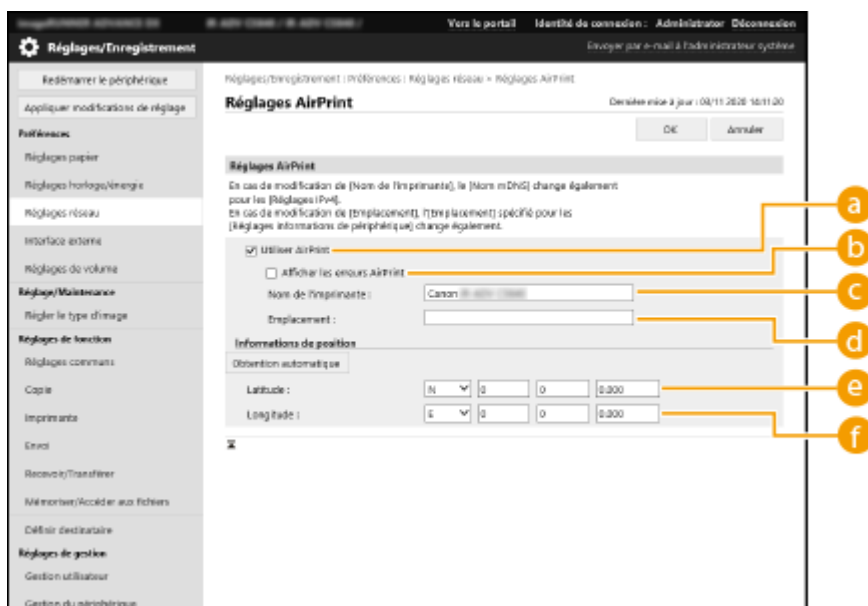 Vers le portail Identité de connexion : Administrator Déconnexion
Réglages/Enregistrement
Envoyer par e-mail à l'administrateur système
Redémarrer le périphérique
Appliquer modifications de réglage
Préférences
Réglages papier
Réglages horloge/énergie
Réglages réseau
Interface externe
Réglages de volume
Réglage/Maintenance
Régler le type d'image
Réglages de fonction
Réglages communs
Copie
Imprimante
Envoi
Recevoir/Transférer
Mémoriser/Accéder aux fichiers
Définir destinataire
Réglages de gestion
Gestion utilisateur
Gestion du périphérique
Réglages/Enregistrement : Préférences : Réglages réseau > Réglages AirPrint
Réglages AirPrint
Dernière mise à jour : 2020 14:11:20
OK Annuler
Réglages AirPrint
En cas de modification de [Nom de l'imprimante], le [Nom mDNS] change également
pour les [Réglages IPv4].
En cas de modification de [Emplacement], l'[Emplacement] spécifié pour les
[Réglages informations de périphérique] change également.
Utiliser AirPrint
Afficher les erreurs AirPrint
Nom de l'imprimante : Canon
Emplacement :
Informations de position
Obtention automatique
Latitude : N 0 0 0.000
Longitude : E 0 0 0.000
a
b
c
d
e
f